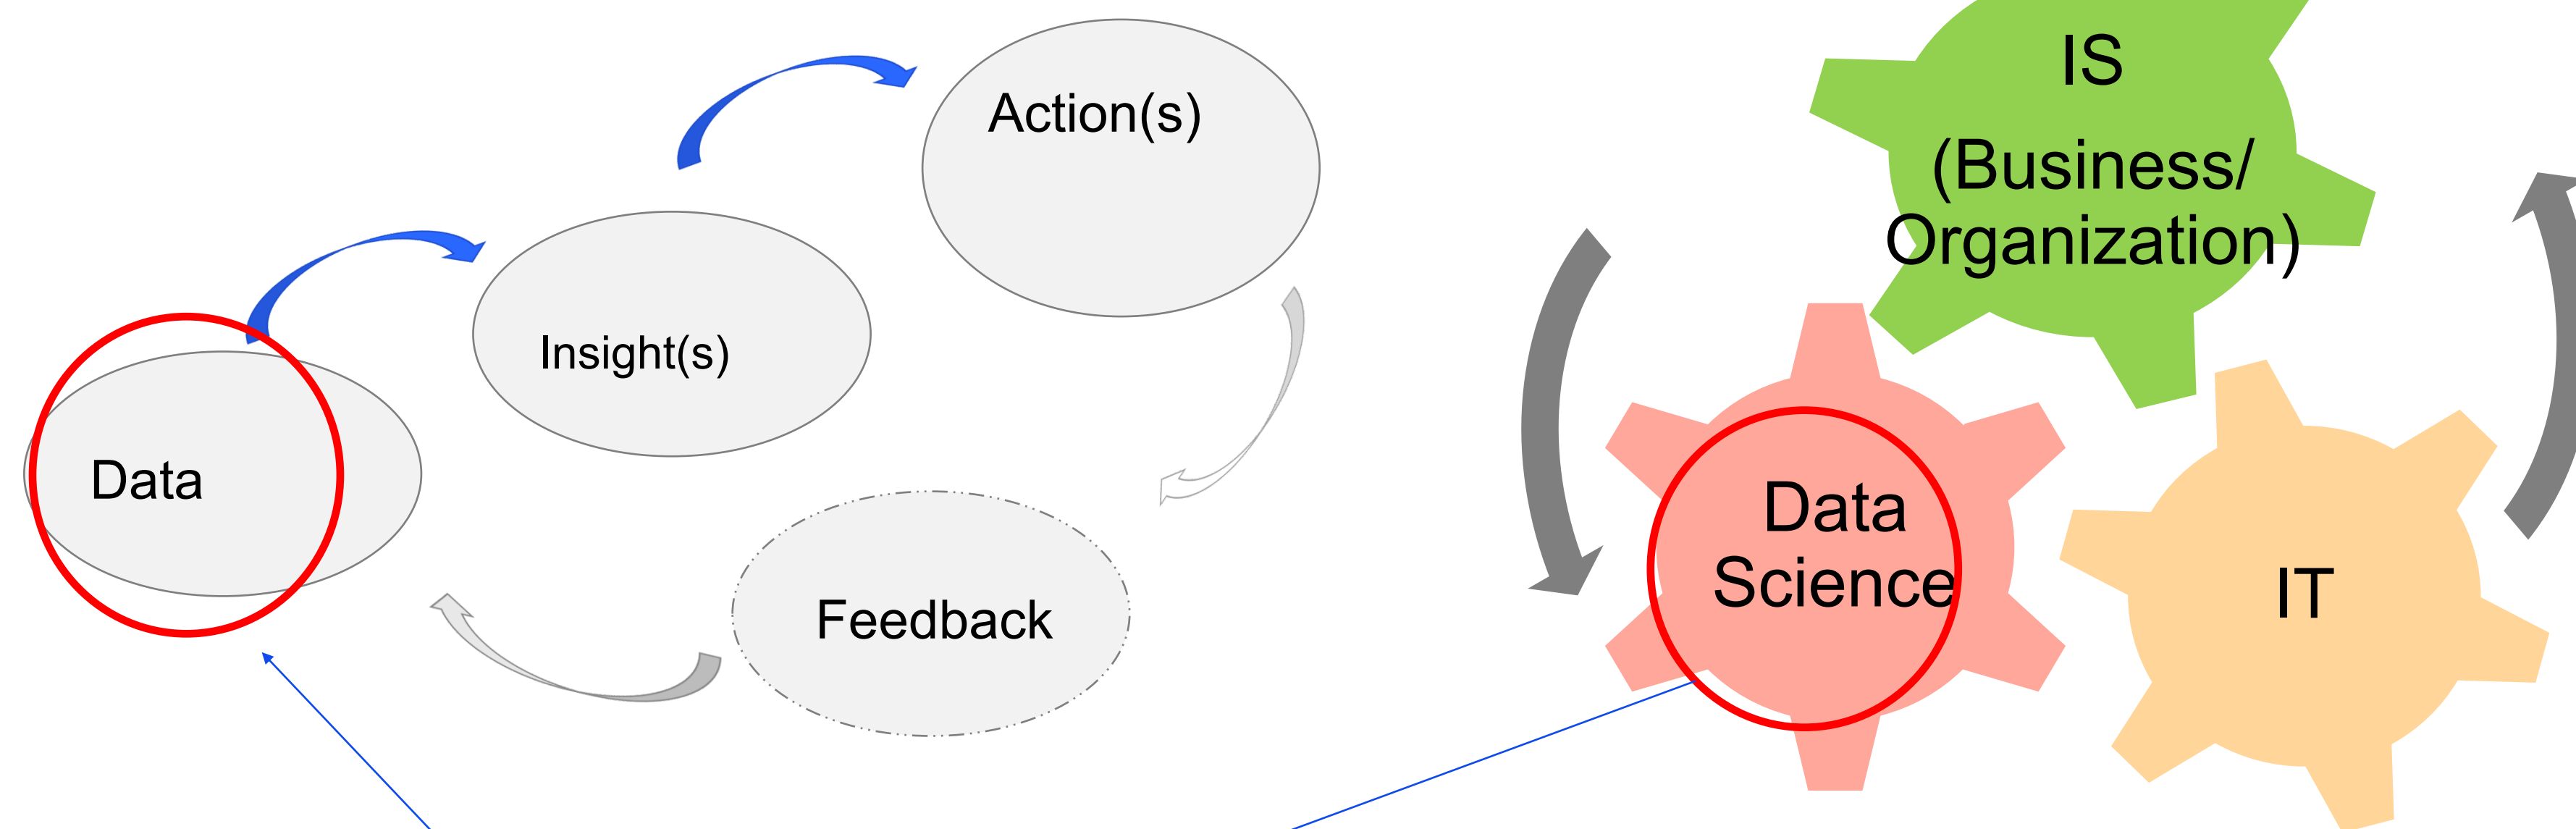 Action(s)
Insight(s)
Data
Feedback
IS
(Business/
Organization)
Data
Science
IT